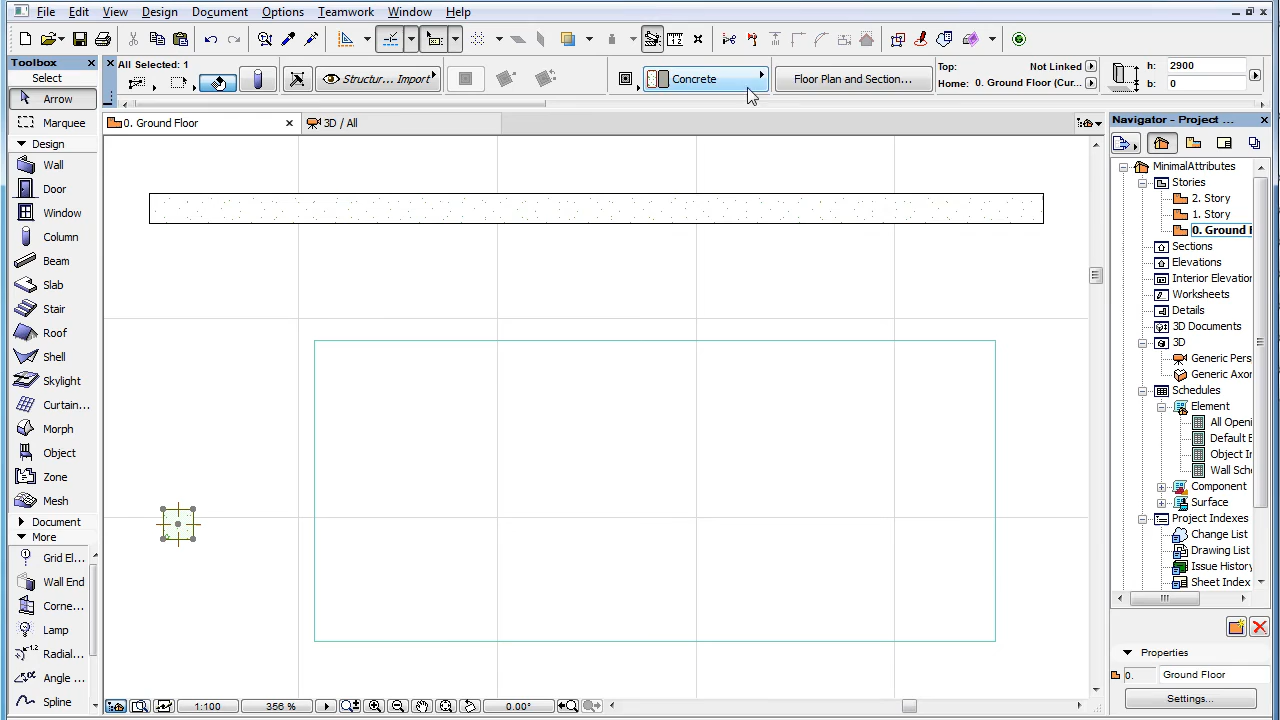 File Edit View Design Document Options Teamwork Window Help
Toolbox
Select
Arrow
Marquee
Design
Wall
Door
Window
Column
Beam
Slab
Stair
Roof
Shell
Skylight
Curtain...
Morph
Object
Zone
Mesh
Document
More
Grid El...
Wall End
Corne...
Lamp
Radial...
Angle ...
Spline
All Selected: 1
Structur... Import
Concrete
Floor Plan and Section...
Top: Not Linked
Home: 0. Ground Floor (Cur...
h: 2900
b: 0
0. Ground Floor
3D / All
1:100
356 %
0.00°
Navigator - Project ...
MinimalAttributes
Stories
2. Story
1. Story
0. Ground F
Sections
Elevations
Interior Elevation
Worksheets
Details
3D Documents
3D
Generic Pers
Generic Axor
Schedules
Element
All Openi
Default E
Object In
Wall Sche
Component
Surface
Project Indexes
Change List
Drawing List
Issue History
Sheet Index
Properties
0. Ground Floor
Settings...